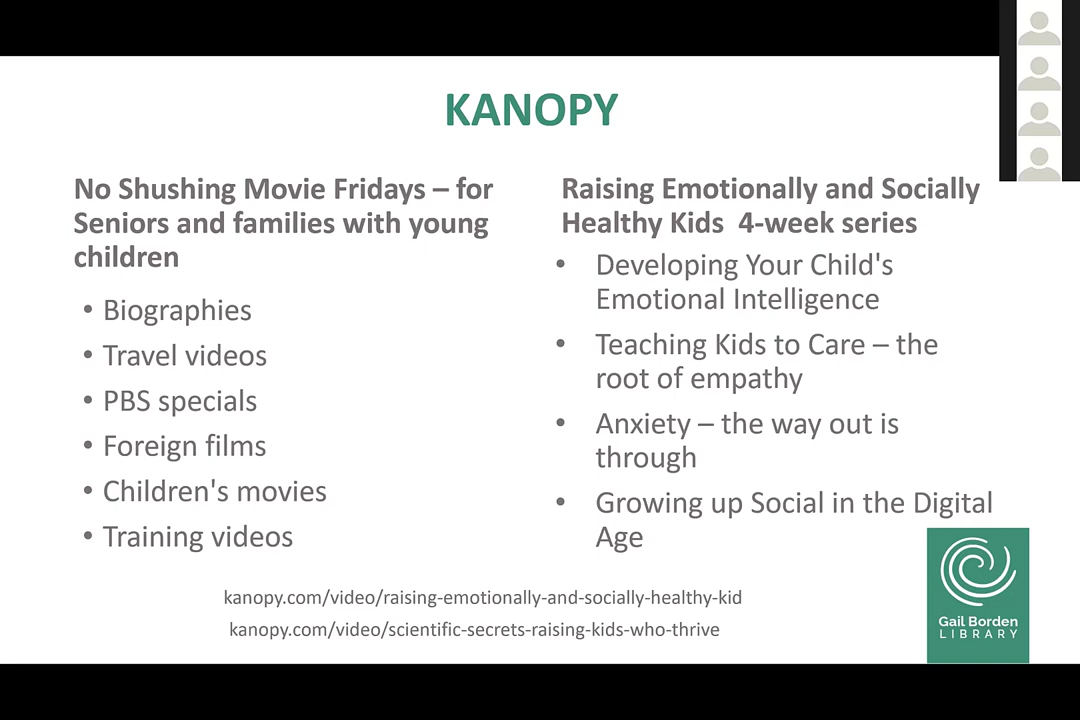 KANOPY
No Shushing Movie Fridays – for
Seniors and families with young
children
• Biographies
• Travel videos
• PBS specials
• Foreign films
• Children's movies
• Training videos
Raising Emotionally and Socially
Healthy Kids  4-week series
• Developing Your Child's
Emotional Intelligence
• Teaching Kids to Care – the
root of empathy
• Anxiety – the way out is
through
• Growing up Social in the Digital
Age
kanopy.com/video/raising-emotionally-and-socially-healthy-kid
kanopy.com/video/scientific-secrets-raising-kids-who-thrive
Gail Borden
LIBRARY